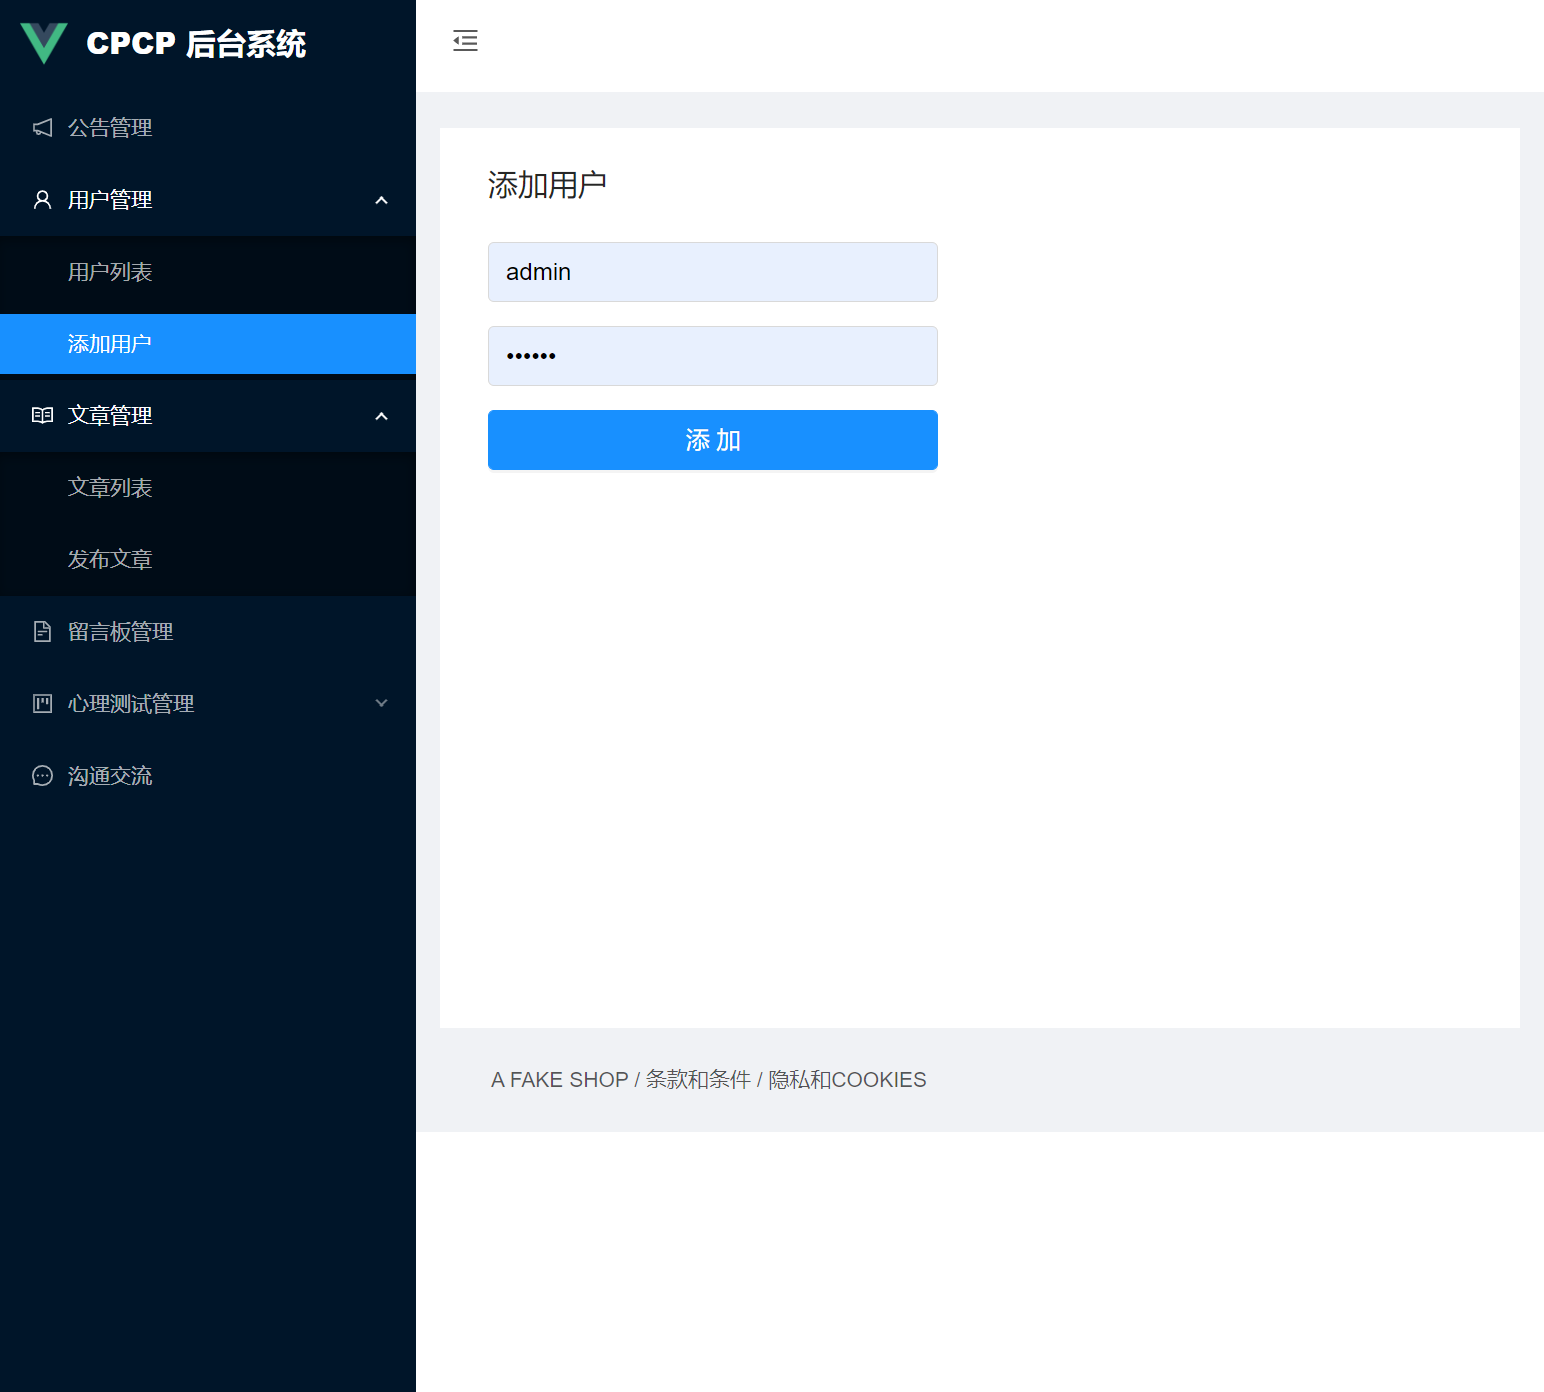 CPCP 后台系统
公告管理
用户管理
用户列表
添加用户
文章管理
文章列表
发布文章
留言板管理
心理测试管理
沟通交流
添加用户
admin
••••••
添 加
A FAKE SHOP / 条款和条件 / 隐私和COOKIES